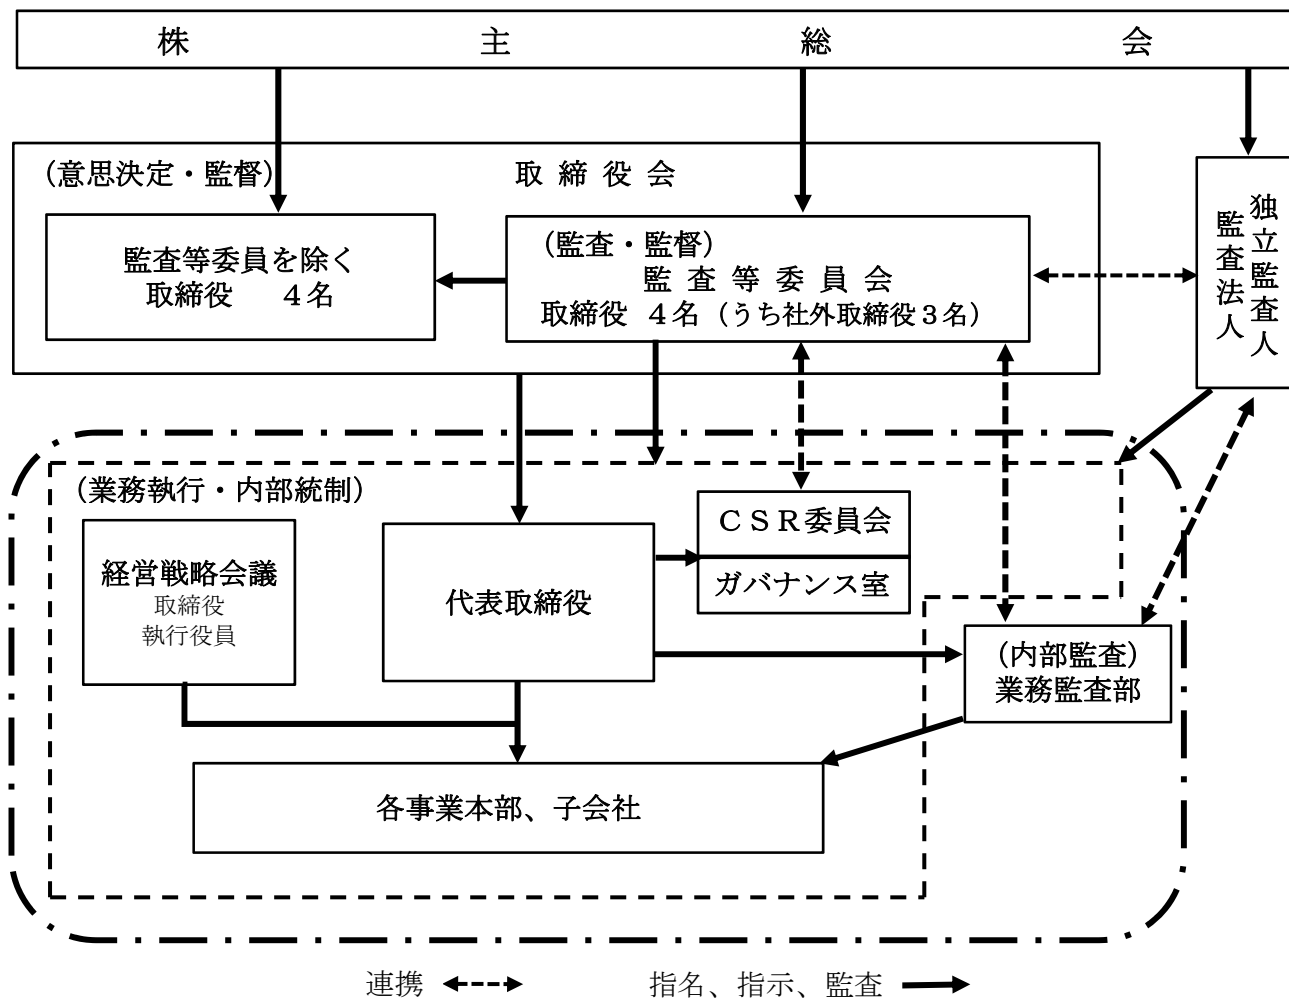 株主総会
(意思決定・監督)
取締役会
監査等委員を除く
取締役 4名
(監査・監督)
監査等委員会
取締役 4名(うち社外取締役3名)
独立監査人
監査法人
(業務執行・内部統制)
経営戦略会議
取締役
執行役員
代表取締役
CSR委員会
ガバナンス室
(内部監査)
業務監査部
各事業本部、子会社
連携
指名、指示、監査